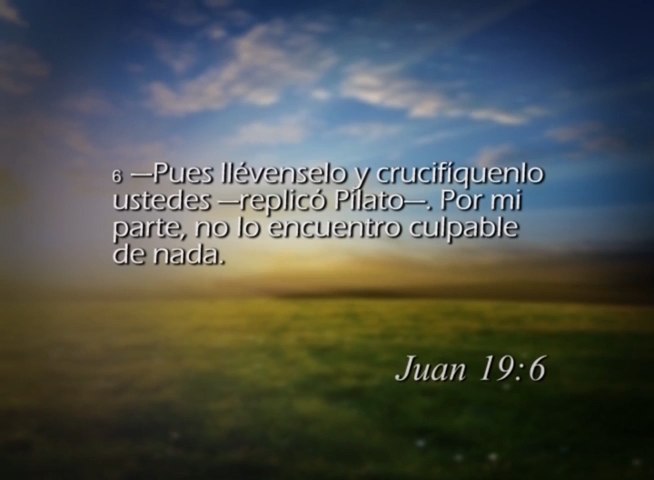 6 —Pues llévenselo y crucifíquenlo
ustedes —replicó Pilato—. Por mi
parte, no lo encuentro culpable
de nada.
Juan 19:6